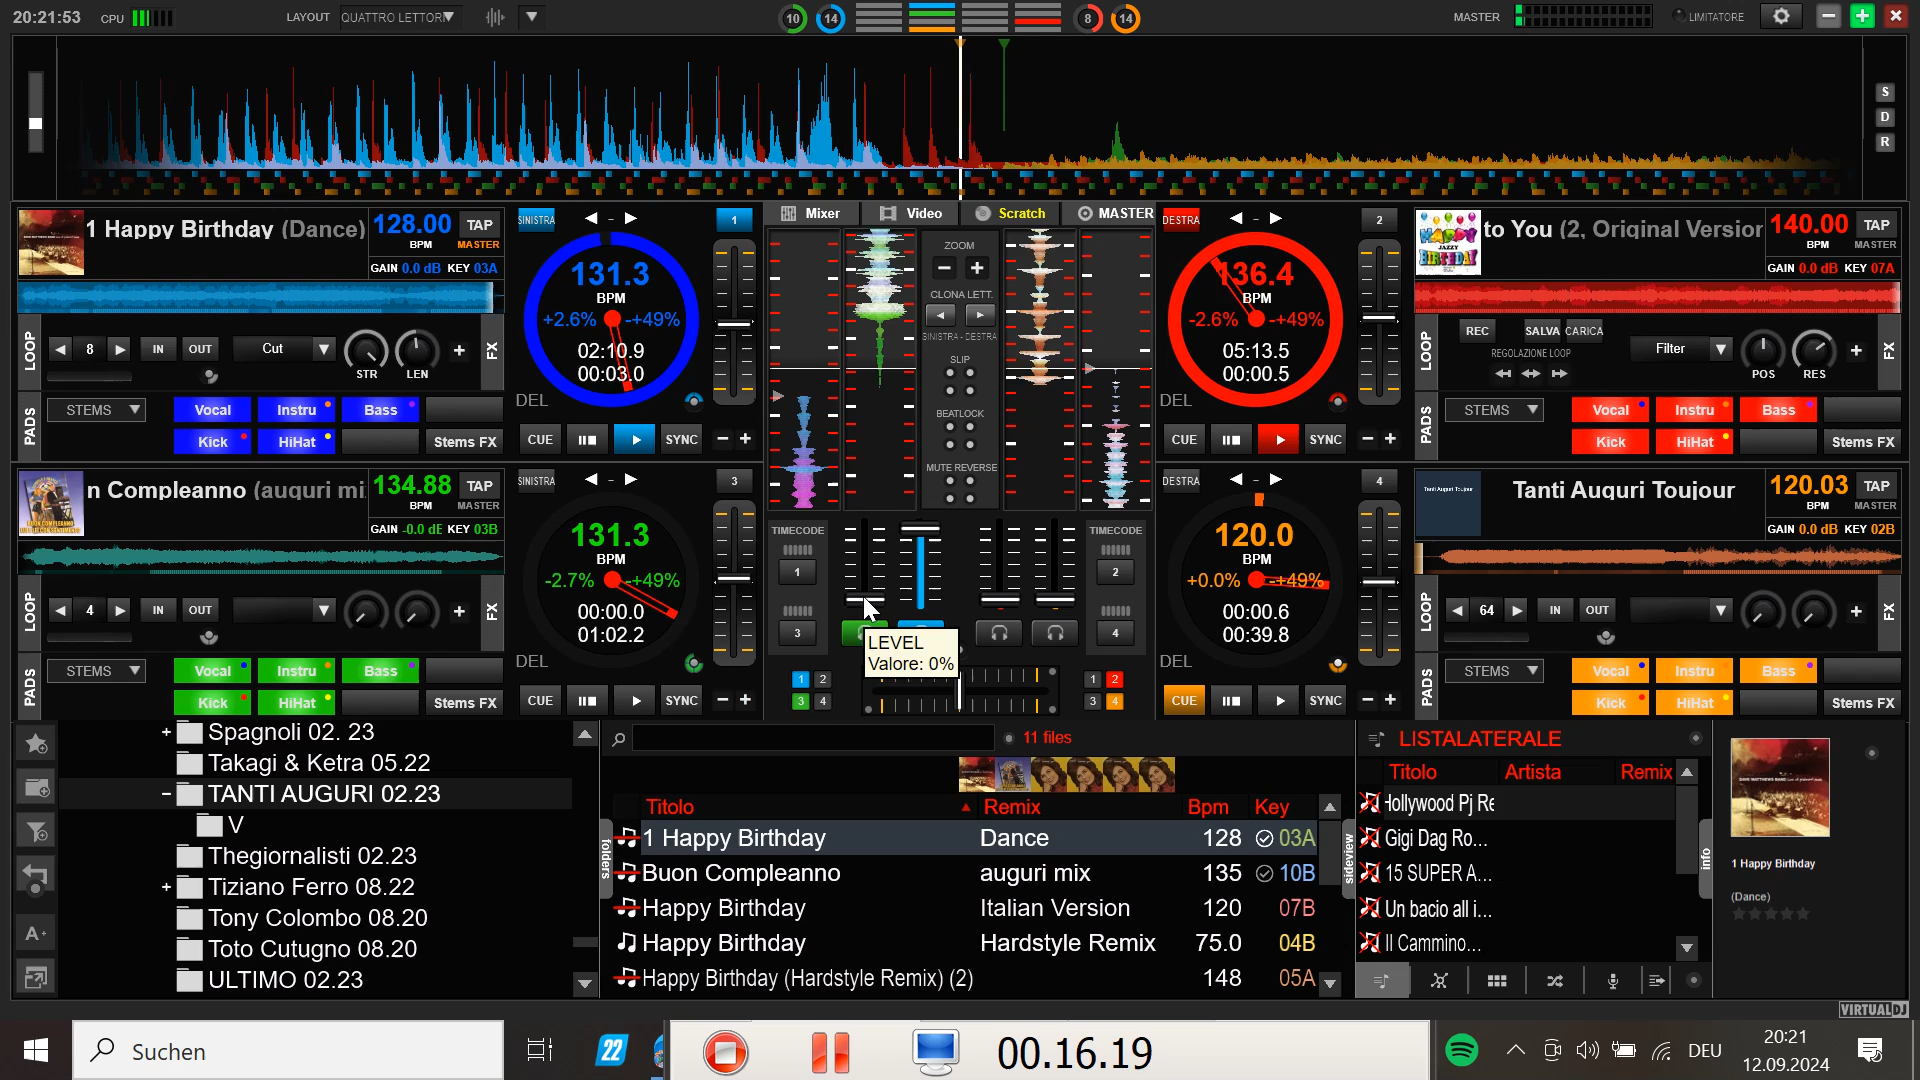 20:21:53
CPU
LAYOUT
QUATTRO LETTORI
10
14
8
14
MASTER
LIMITATORE
S
D
R
1 Happy Birthday (Dance)
128.00
BPM
TAP
MASTER
GAIN 0.0 dB KEY 03A
LOOP
8
IN
OUT
Cut
STR
LEN
FX
PADS
STEMS
Vocal
Instru
Bass
Kick
HiHat
Stems FX
SINISTRA
1
131.3
BPM
+2.6%
-+49%
02:10.9
00:03.0
DEL
CUE
SYNC
Mixer
Video
Scratch
MASTER
ZOOM
CLONA LETT.
SINISTRA - DESTRA
SLIP
BEATLOCK
MUTE REVERSE
DESTRA
2
136.4
BPM
-2.6%
-+49%
05:13.5
00:00.5
DEL
CUE
SYNC
to You (2, Original Version
140.00
BPM
TAP
MASTER
GAIN 0.0 dB KEY 07A
LOOP
REC
SALVA
CARICA
REGOLAZIONE LOOP
Filter
POS
RES
FX
PADS
STEMS
Vocal
Instru
Bass
Kick
HiHat
Stems FX
n Compleanno (auguri mi
134.88
BPM
TAP
MASTER
GAIN -0.0 dE KEY 03B
LOOP
4
IN
OUT
FX
PADS
STEMS
Vocal
Instru
Bass
Kick
HiHat
Stems FX
SINISTRA
3
131.3
BPM
-2.7%
-+49%
00:00.0
01:02.2
DEL
CUE
SYNC
TIMECODE
1
3
TIMECODE
2
4
LEVEL
Valore: 0%
1 2
3 4
1 2
3 4
DESTRA
4
120.0
BPM
+0.0%
-+49%
00:00.6
00:39.8
DEL
CUE
SYNC
Tanti Auguri Toujour
Tanti Auguri Toujour
120.03
BPM
TAP
MASTER
GAIN 0.0 dB KEY 02B
LOOP
64
IN
OUT
FX
PADS
STEMS
Vocal
Instru
Bass
Kick
HiHat
Stems FX
Spagnoli 02. 23
Takagi & Ketra 05.22
TANTI AUGURI 02.23
V
Thegiornalisti 02.23
Tiziano Ferro 08.22
Tony Colombo 08.20
Toto Cutugno 08.20
ULTIMO 02.23
folders
11 files
Titolo Remix Bpm Key
1 Happy Birthday Dance 128 03A
Buon Compleanno auguri mix 135 10B
Happy Birthday Italian Version 120 07B
Happy Birthday Hardstyle Remix 75.0 04B
Happy Birthday (Hardstyle Remix) (2) 148 05A
sideview
LISTALATERALE
Titolo Artista Remix
Hollywood Pj Re
Gigi Dag Ro...
15 SUPER A...
Un bacio all i...
Il Cammino...
info
1 Happy Birthday
(Dance)
VIRTUALDJ
Suchen
22
00.16.19
DEU
20:21
12.09.2024